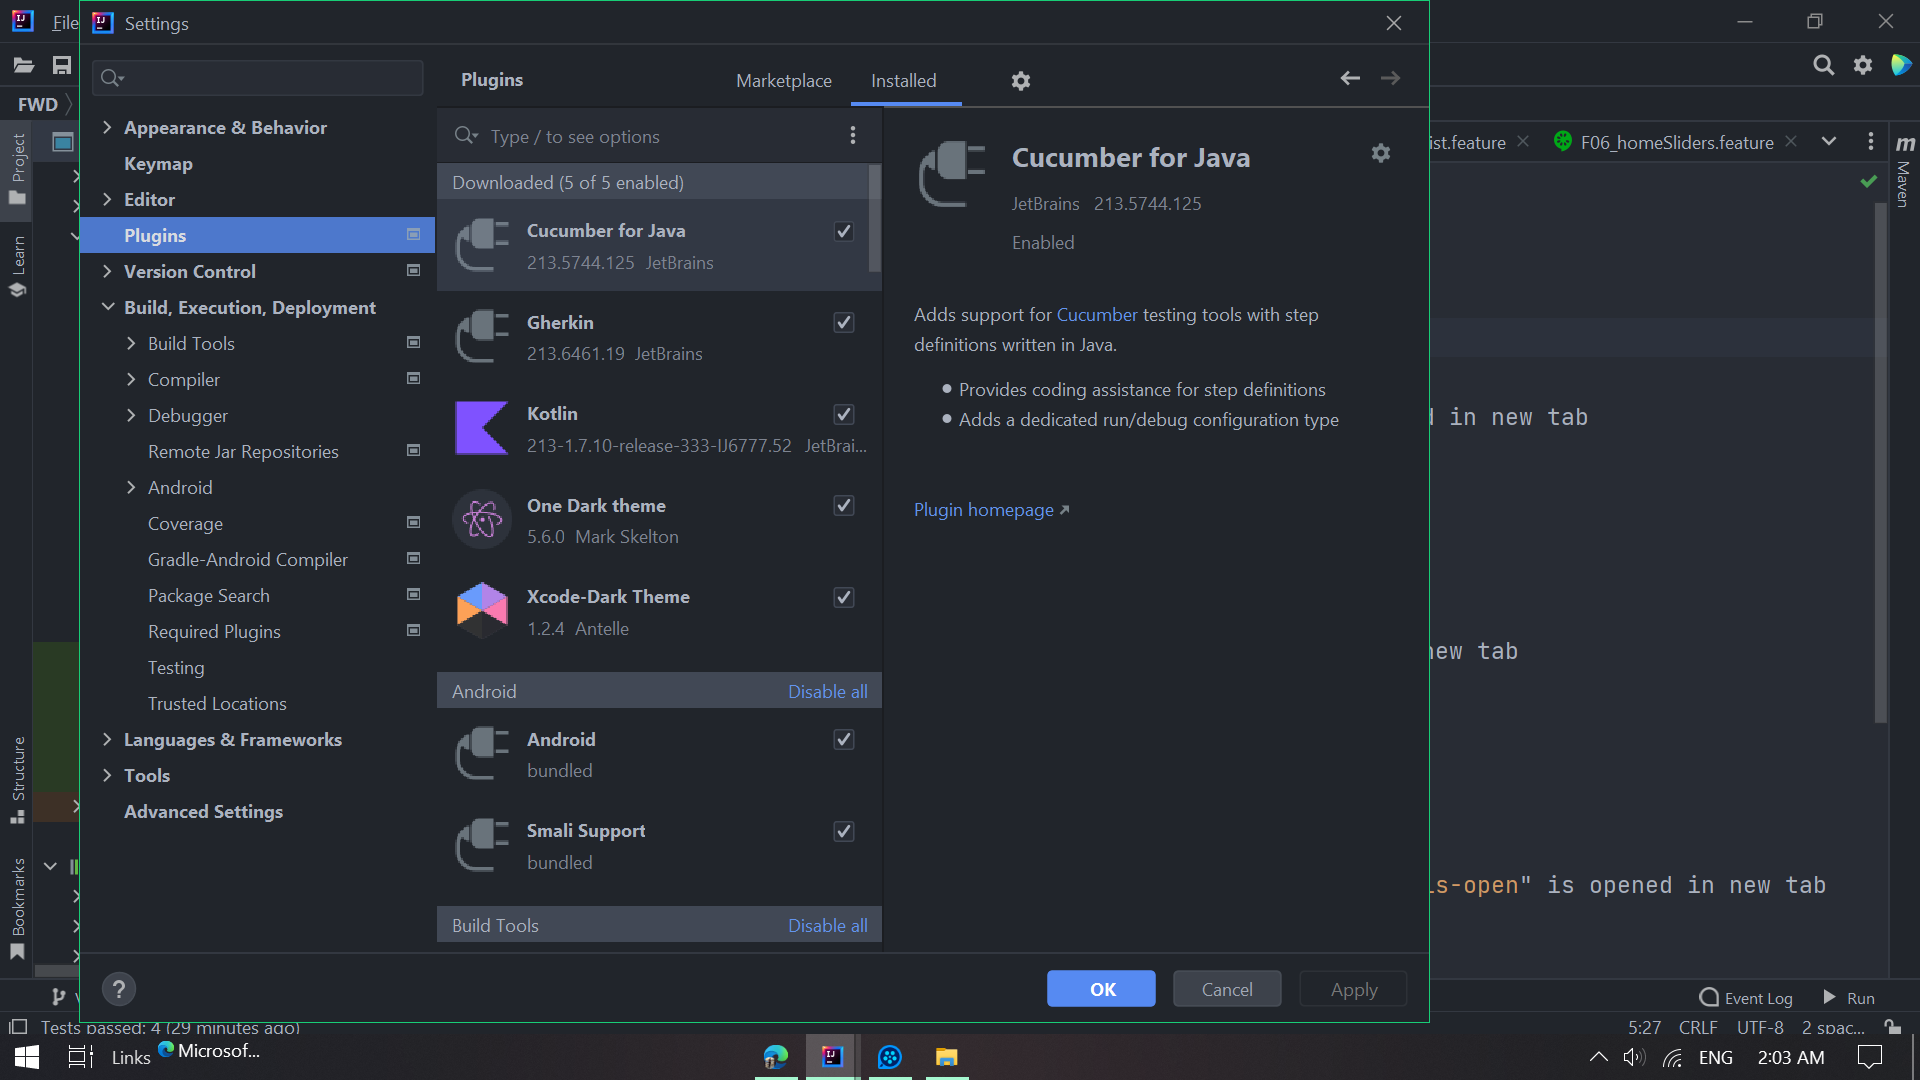 File
Settings
Plugins
Marketplace
Installed
FWD
Type / to see options
Appearance & Behavior
Keymap
Editor
Plugins
Version Control
Build, Execution, Deployment
Build Tools
Compiler
Debugger
Remote Jar Repositories
Android
Coverage
Gradle-Android Compiler
Package Search
Required Plugins
Testing
Trusted Locations
Languages & Frameworks
Tools
Advanced Settings
Downloaded (5 of 5 enabled)
Cucumber for Java
213.5744.125 JetBrains
Gherkin
213.6461.19 JetBrains
Kotlin
213-1.7.10-release-333-IJ6777.52 JetBrai...
One Dark theme
5.6.0 Mark Skelton
Xcode-Dark Theme
1.2.4 Antelle
Android Disable all
Android
bundled
Smali Support
bundled
Build Tools Disable all
Cucumber for Java
JetBrains 213.5744.125
Enabled
Adds support for Cucumber testing tools with step
definitions written in Java.
Provides coding assistance for step definitions
Adds a dedicated run/debug configuration type
Plugin homepage
?
OK
Cancel
Apply
ist.feature
F06_homeSliders.feature
in new tab
new tab
s-open" is opened in new tab
m
Maven
Project
Learn
Structure
Bookmarks
Event Log
Run
Tests passed: 4 (29 minutes ago)
5:27 CRLF UTF-8 2 spac...
Links
Microsof...
ENG
2:03 AM